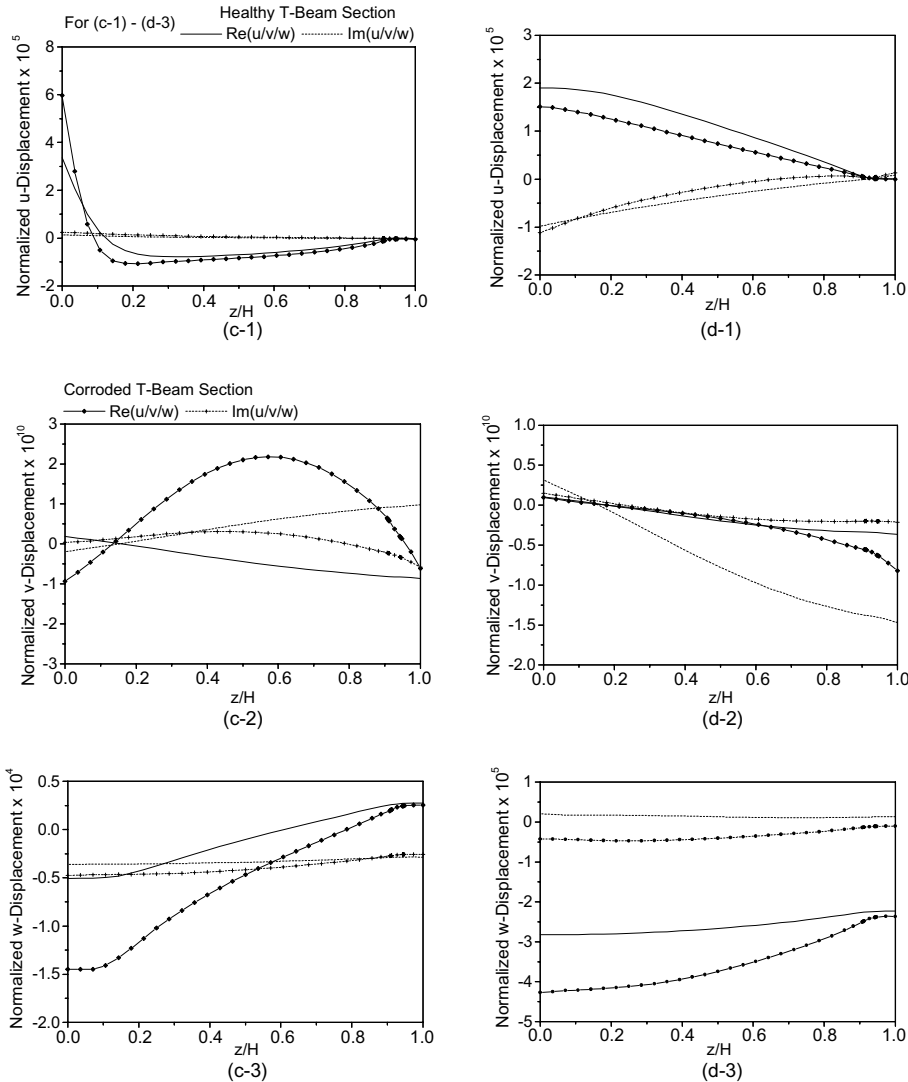 For (c-1) - (d-3)
Healthy T-Beam Section
Re(u/v/w)
Im(u/v/w)
Normalized u-Displacement x 10^5
8
6
4
2
0
-2
0.0 0.2 0.4 0.6 0.8 1.0
z/H
(c-1)
Normalized u-Displacement x 10^5
2
1
0
-1
-2
0.0 0.2 0.4 0.6 0.8 1.0
z/H
(d-1)
Corroded T-Beam Section
Re(u/v/w)
Im(u/v/w)
Normalized v-Displacement x 10^10
3
2
1
0
-1
-3
0.0 0.2 0.4 0.6 0.8 1.0
z/H
(c-2)
Normalized v-Displacement x 10^10
1.0
0.5
0.0
-0.5
-1.0
-1.5
-2.0
0.0 0.2 0.4 0.6 0.8 1.0
z/H
(d-2)
Normalized w-Displacement x 10^4
0.5
0.0
-0.5
-1.0
-1.5
-2.0
0.0 0.2 0.4 0.6 0.8 1.0
z/H
(c-3)
Normalized w-Displacement x 10^5
1
0
-1
-2
-3
-4
-5
0.0 0.2 0.4 0.6 0.8 1.0
z/H
(d-3)